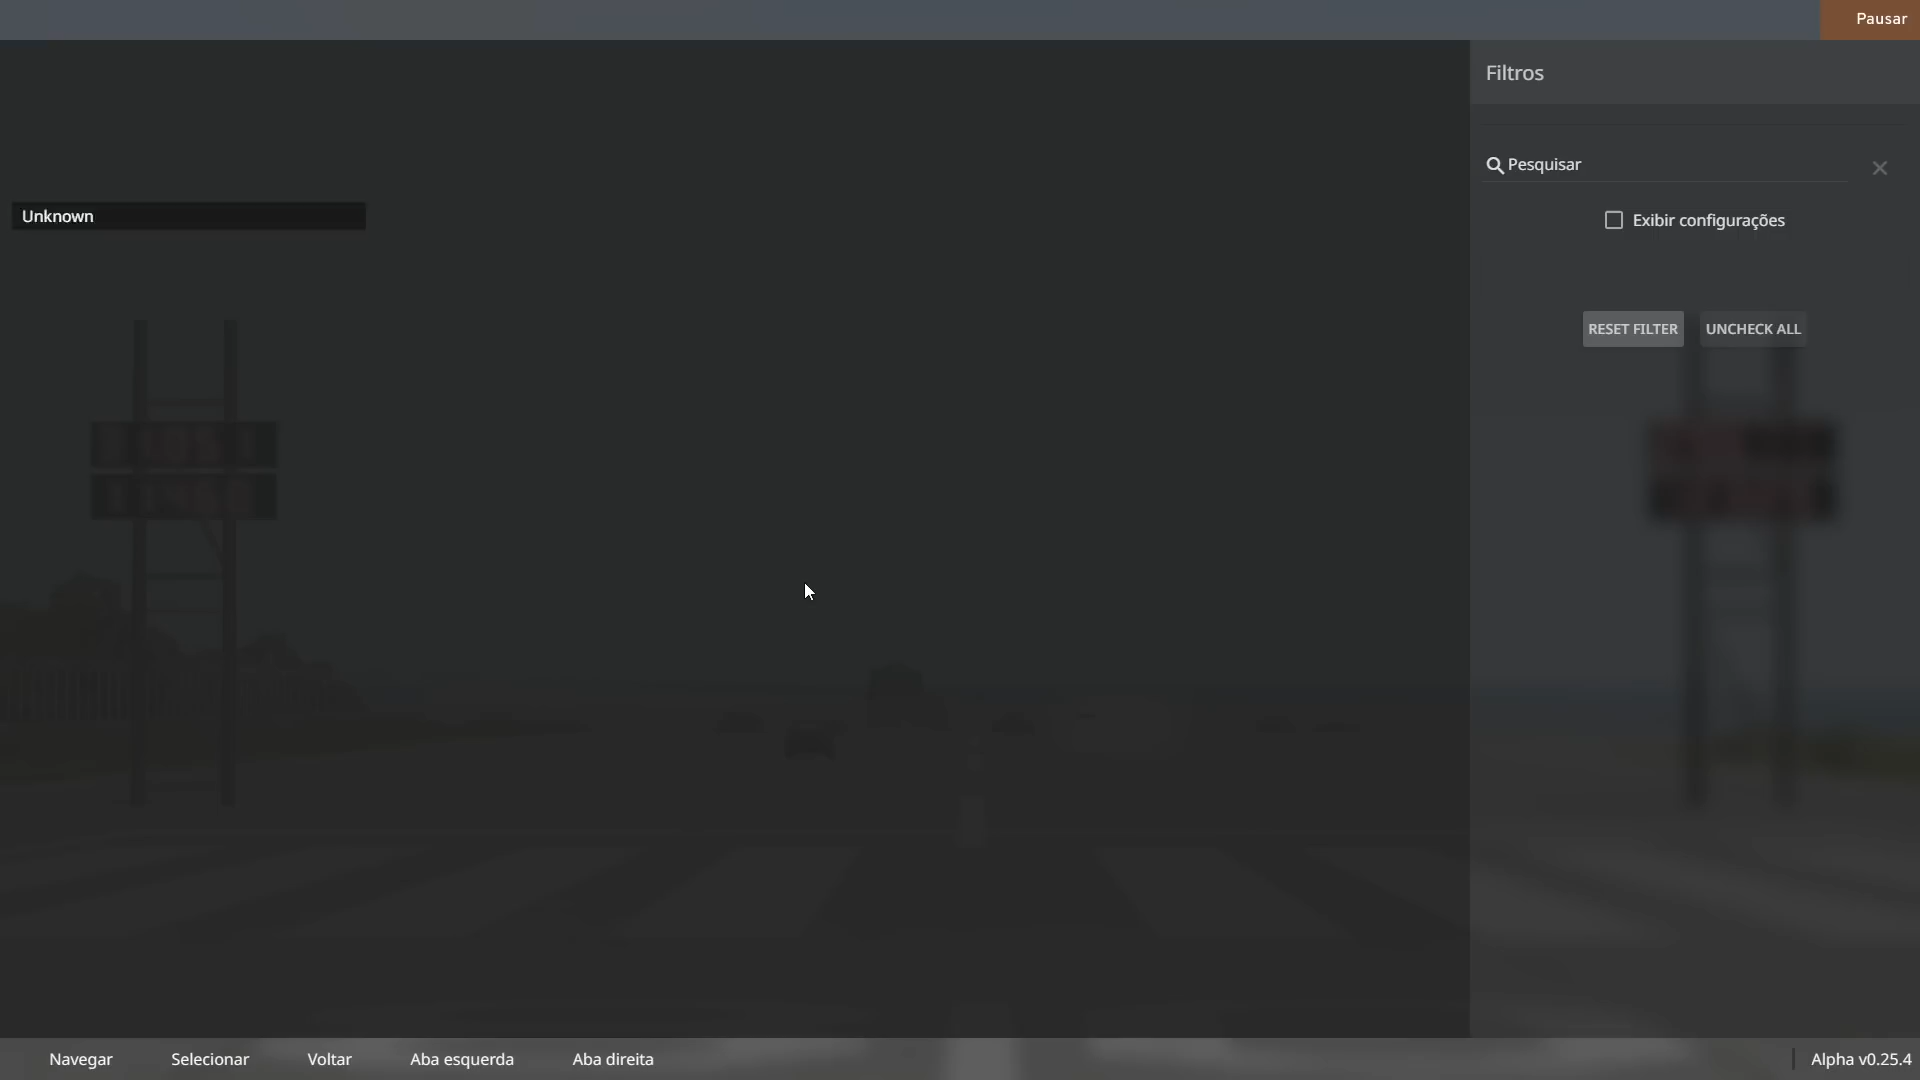 Pausar
Filtros
Pesquisar
Unknown
Exibir configurações
RESET FILTER
UNCHECK ALL
Navegar
Selecionar
Voltar
Aba esquerda
Aba direita
Alpha v0.25.4